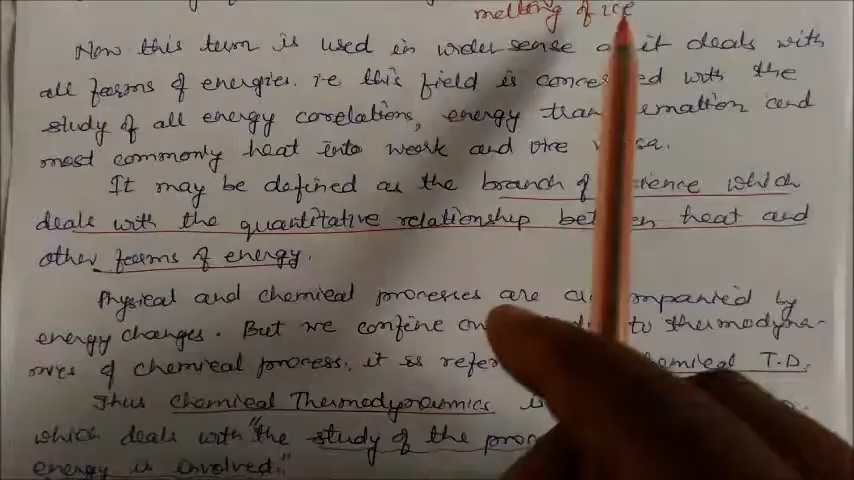 melting of ice
Now this term is used in wider sense as it deals with
all forms of energies. i.e this field is concerned with the
study of all energy corelations, energy transformation and
most commonly heat into work and vice versa.
It may be defined as the branch of science which
deals with the quantitative relationship between heat and
other forms of energy.
Physical and chemical processes are accompanied by
energy changes. But we confine to thermodyna-
mics of chemical process, it is refer chemical T.D.
Thus chemical Thermodynamics is
which deals with "the study of the
energy is involved."